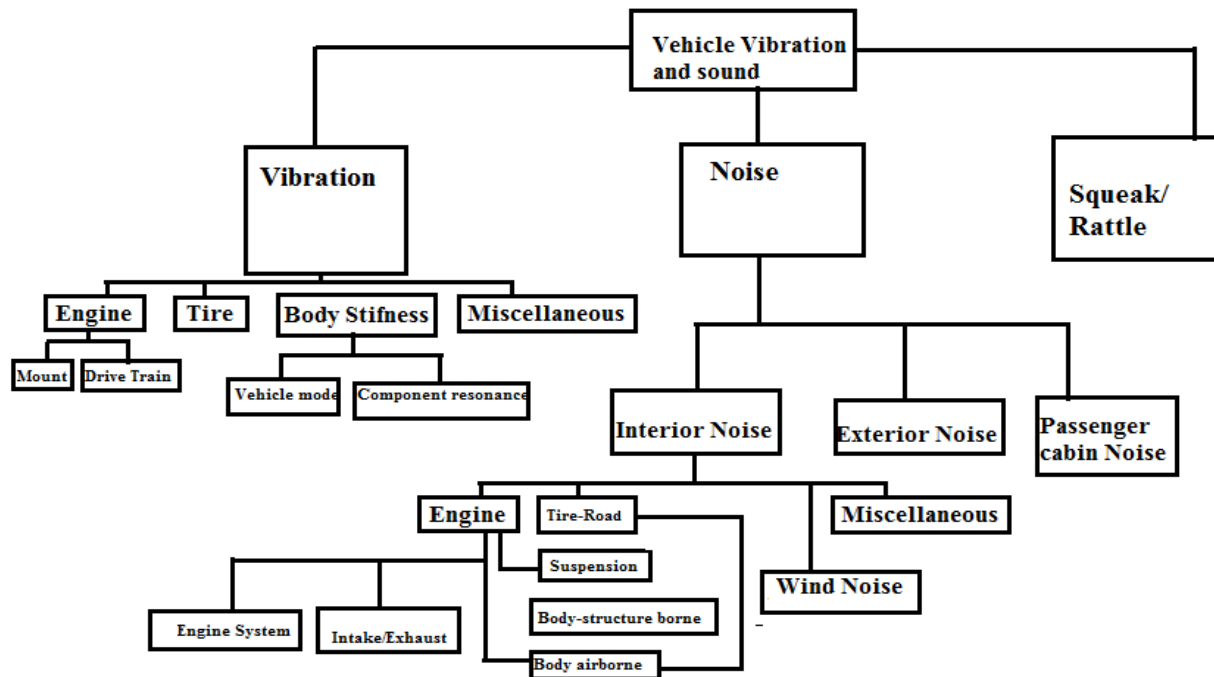 Vehicle Vibration
and sound
Vibration
Noise
Squeak/
Rattle
Engine
Tire
Body Stifness
Miscellaneous
Mount
Drive Train
Vehicle mode
Component resonance
Interior Noise
Exterior Noise
Passenger
cabin Noise
Engine
Tire-Road
Miscellaneous
Suspension
Wind Noise
Body-structure borne
Engine System
Intake/Exhaust
Body airborne